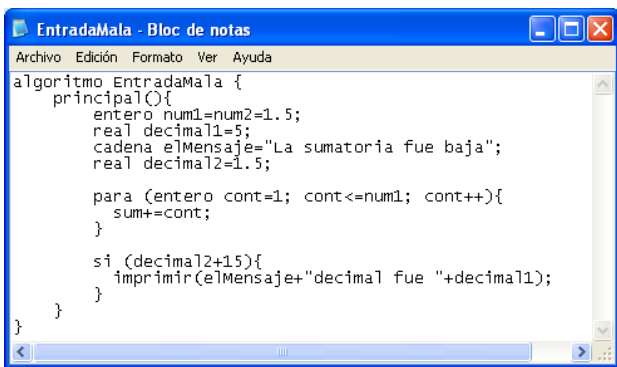 EntradaMala - Bloc de notas
Archivo Edición Formato Ver Ayuda
algoritmo EntradaMala {
    principal(){
        entero num1=num2=1.5;
        real decimal1=5;
        cadena elMensaje="La sumatoria fue baja";
        real decimal2=1.5;

        para (entero cont=1; cont<=num1; cont++){
          sum+=cont;
        }

        si (decimal2+15){
          imprimir(elMensaje+"decimal fue "+decimal1);
        }
    }
}